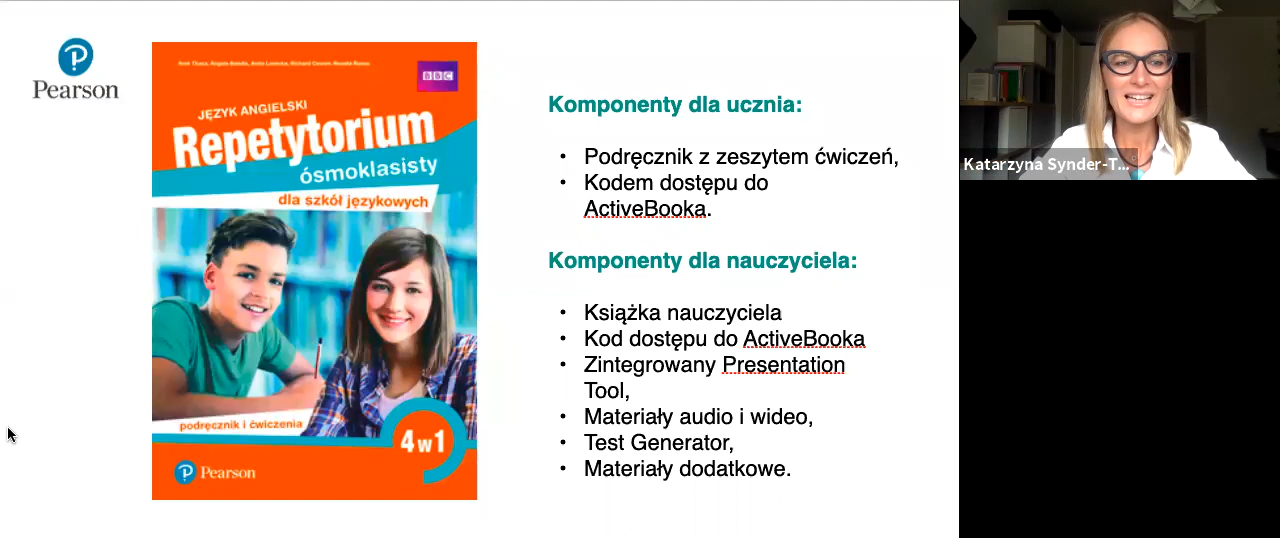 Pearson
BBC
JĘZYK ANGIELSKI
Repetytorium
ósmoklasisty
dla szkół językowych
podręcznik i ćwiczenia
4 w 1
Pearson
Komponenty dla ucznia:
• Podręcznik z zeszytem ćwiczeń,
• Kodem dostępu do
ActiveBooka.
Komponenty dla nauczyciela:
• Książka nauczyciela
• Kod dostępu do ActiveBooka
• Zintegrowany Presentation
Tool,
• Materiały audio i wideo,
• Test Generator,
• Materiały dodatkowe.
Katarzyna Synder-T...